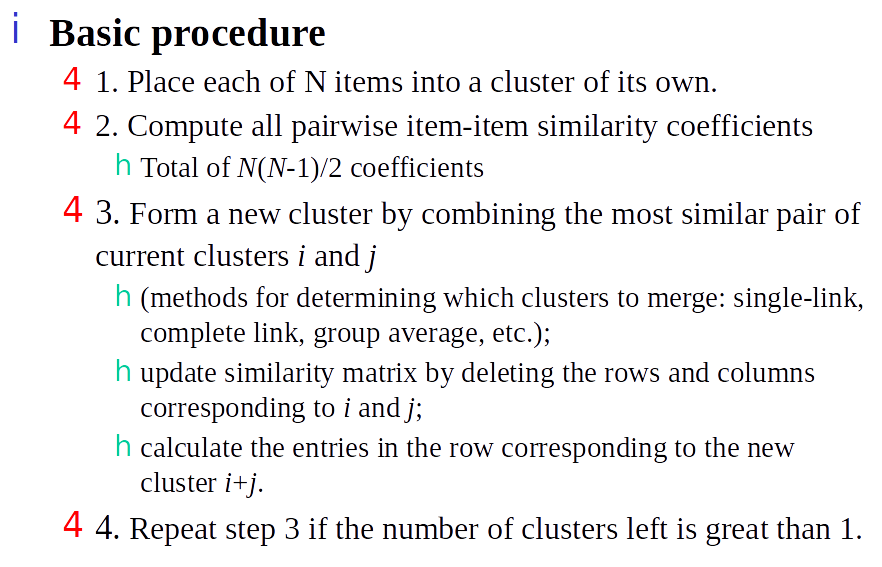 i Basic procedure
4 1. Place each of N items into a cluster of its own.
4 2. Compute all pairwise item-item similarity coefficients
h Total of N(N-1)/2 coefficients
4 3. Form a new cluster by combining the most similar pair of
current clusters i and j
h (methods for determining which clusters to merge: single-link,
complete link, group average, etc.);
h update similarity matrix by deleting the rows and columns
corresponding to i and j;
h calculate the entries in the row corresponding to the new
cluster i+j.
4 4. Repeat step 3 if the number of clusters left is great than 1.